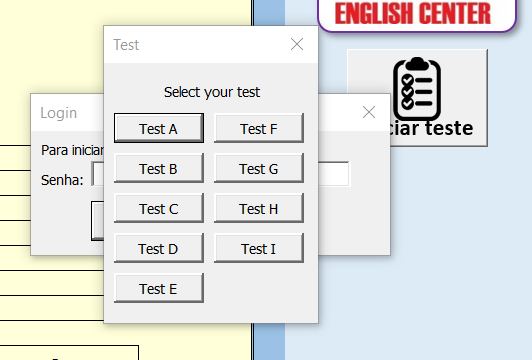 ENGLISH CENTER
Test
Select your test
Login
Test A
Test F
ciar teste
Para iniciar
Test B
Test G
Senha:
Test C
Test H
Test D
Test I
Test E